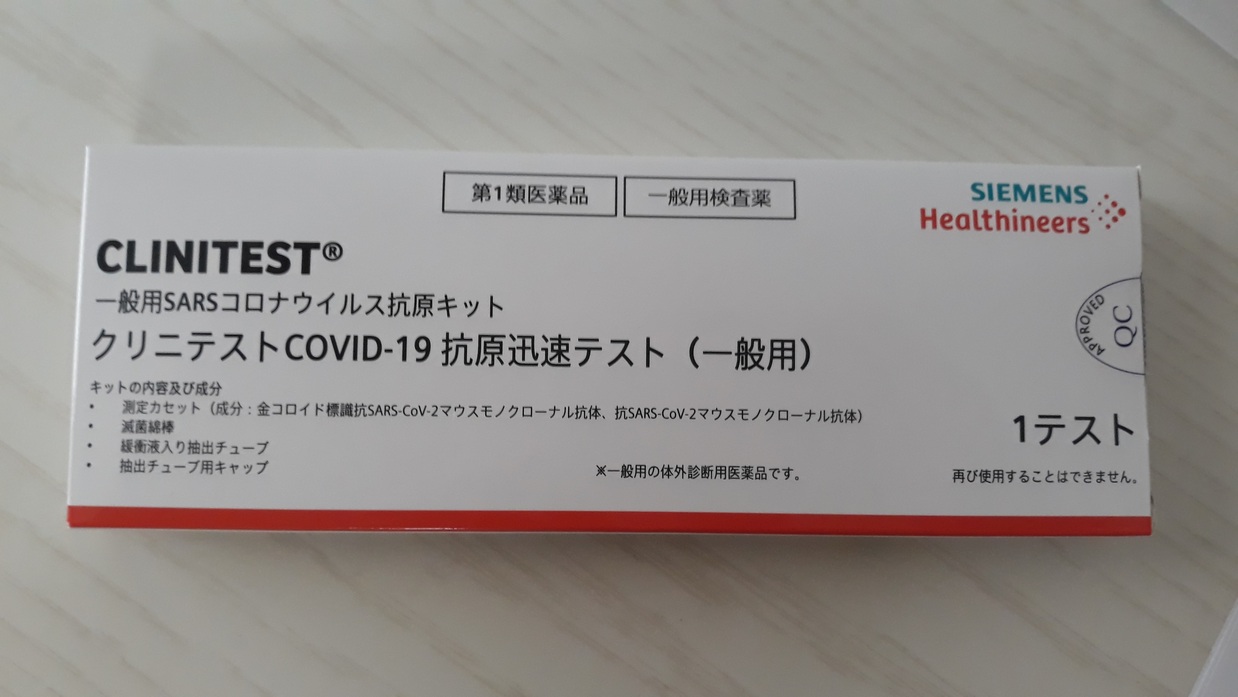 第1類医薬品 一般用検査薬
SIEMENS
Healthineers
CLINITEST®
一般用SARSコロナウイルス抗原キット
クリニテストCOVID-19 抗原迅速テスト（一般用）
APPROVED
QC
キットの内容及び成分
• 測定カセット（成分：金コロイド標識抗SARS-CoV-2マウスモノクローナル抗体、抗SARS-CoV-2マウスモノクローナル抗体）
• 滅菌綿棒
• 緩衝液入り抽出チューブ
• 抽出チューブ用キャップ
※一般用の体外診断用医薬品です。
1テスト
再び使用することはできません。